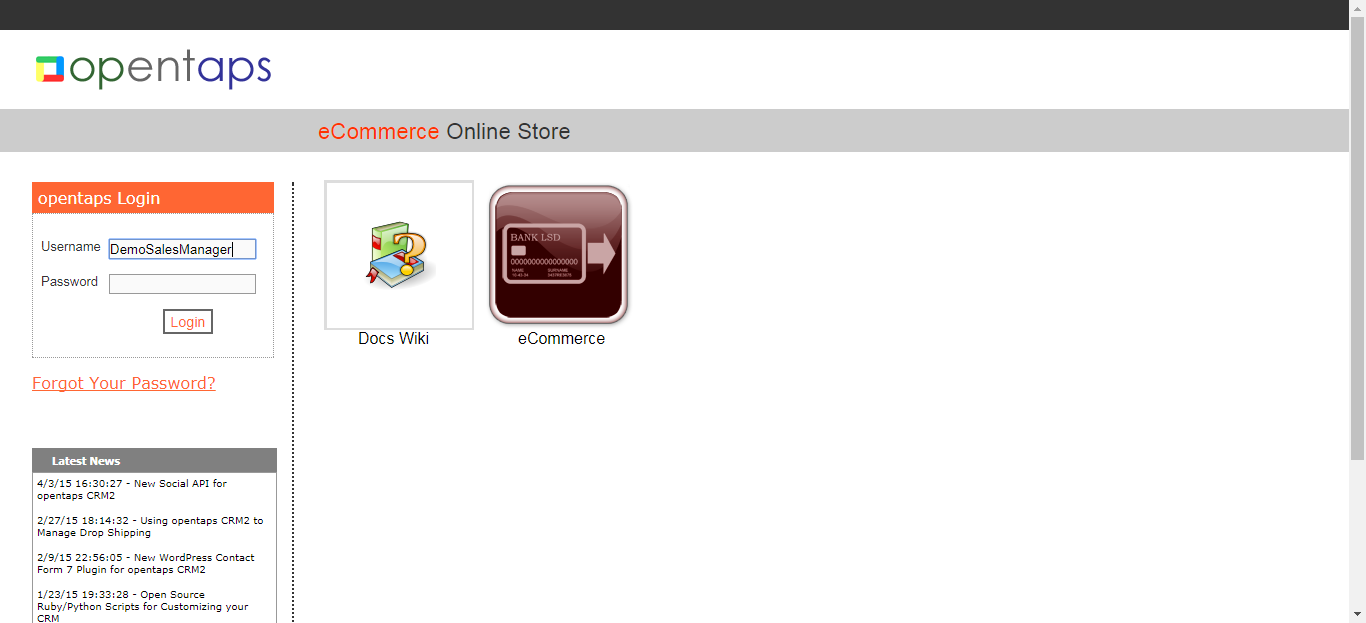 opentaps
eCommerce Online Store
opentaps Login
Username DemoSalesManager
Password
Login
Forgot Your Password?
Latest News
4/3/15 16:30:27 - New Social API for
opentaps CRM2
2/27/15 18:14:32 - Using opentaps CRM2 to
Manage Drop Shipping
2/9/15 22:56:05 - New WordPress Contact
Form 7 Plugin for opentaps CRM2
1/23/15 19:33:28 - Open Source
Ruby/Python Scripts for Customizing your
CRM
Docs Wiki
BANK LSD
NAME SURNAME
eCommerce